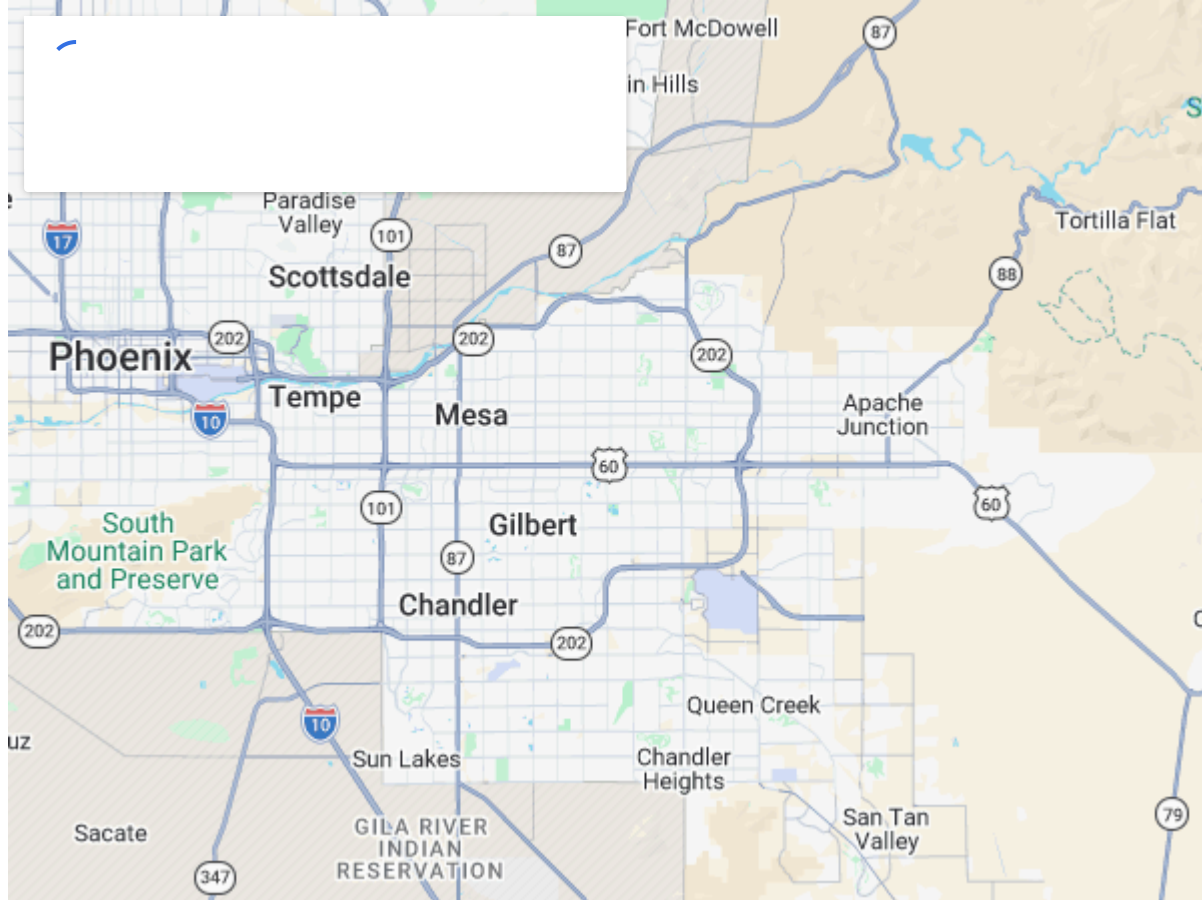 Fort McDowell
87
in Hills
Paradise
Valley
Tortilla Flat
17
101
87
Scottsdale
88
202
202
Phoenix
202
Tempe
Apache
Junction
Mesa
10
60
101
60
South
Mountain Park
and Preserve
Gilbert
87
Chandler
202
202
Queen Creek
10
uz
Sun Lakes
Chandler
Heights
79
San Tan
Valley
Sacate
GILA RIVER
INDIAN
RESERVATION
347